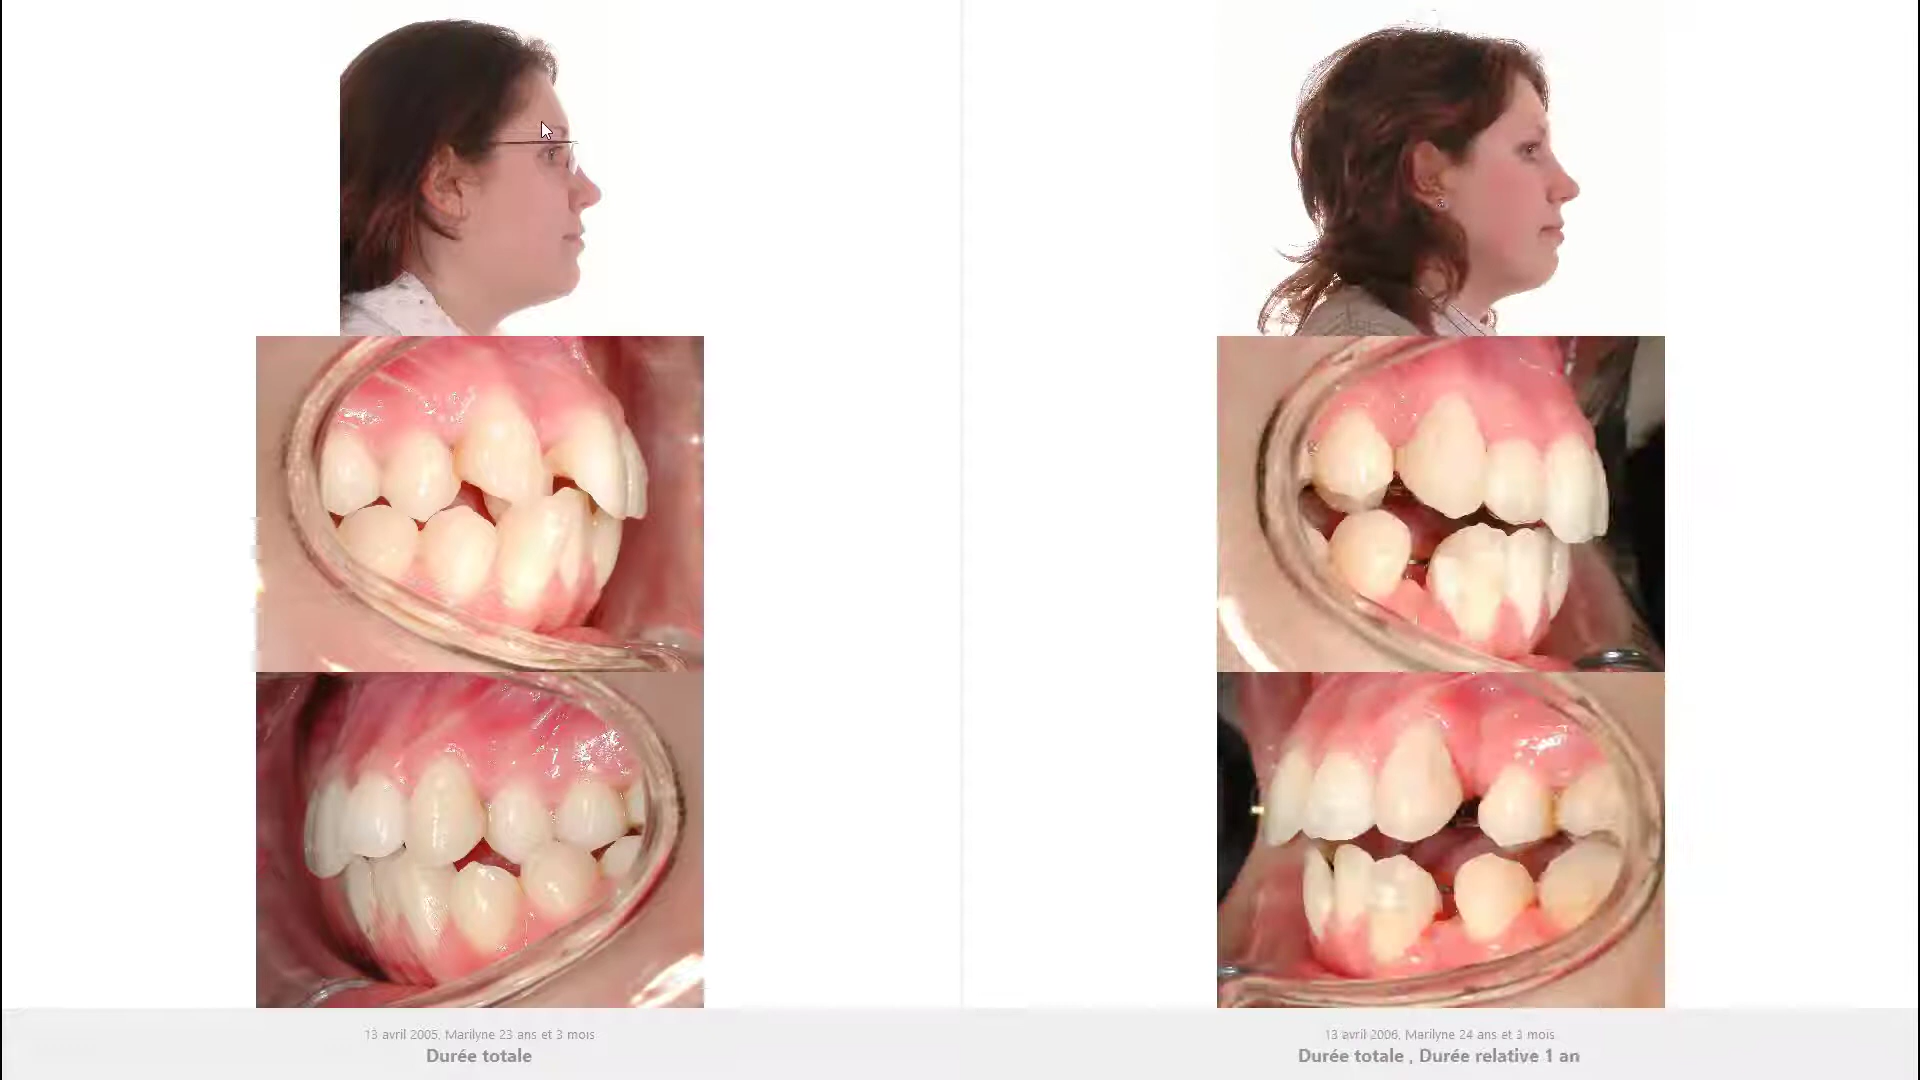 13 avril 2005, Marilyne 23 ans et 3 mois
Durée totale
13 avril 2006, Marilyne 24 ans et 3 mois
Durée totale , Durée relative 1 an